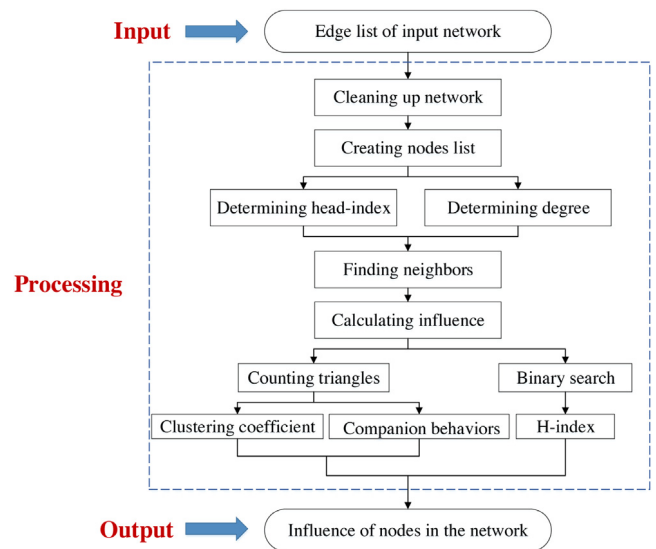 Input
Edge list of input network
Cleaning up network
Creating nodes list
Determining head-index
Determining degree
Finding neighbors
Processing
Calculating influence
Counting triangles
Binary search
Clustering coefficient
Companion behaviors
H-index
Output
Influence of nodes in the network